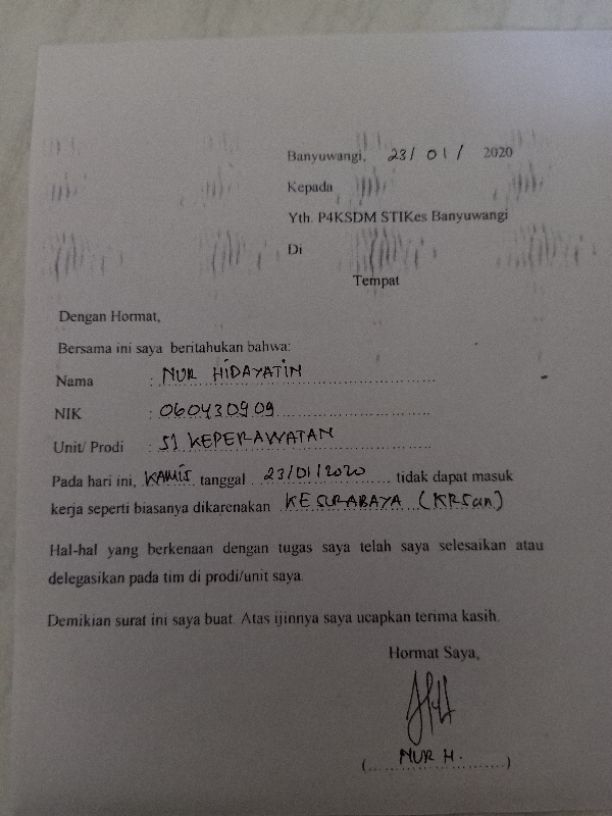 Banyuwangi, 23/ 01 / 2020
Kepada
Yth. P4KSDM STIKes Banyuwangi
Di
Tempat
Dengan Hormat,
Bersama ini saya beritahukan bahwa:
Nama : NUR HIDAYATIN
NIK : 060430909
Unit/ Prodi : S1 KEPERAWATAN
Pada hari ini, KAMIS tanggal 23/01/2020 tidak dapat masuk
kerja seperti biasanya dikarenakan KE SURABAYA (KRSan)
Hal-hal yang berkenaan dengan tugas saya telah saya selesaikan atau
delegasikan pada tim di prodi/unit saya.
Demikian surat ini saya buat. Atas ijinnya saya ucapkan terima kasih.
Hormat Saya,
(NUR H.)